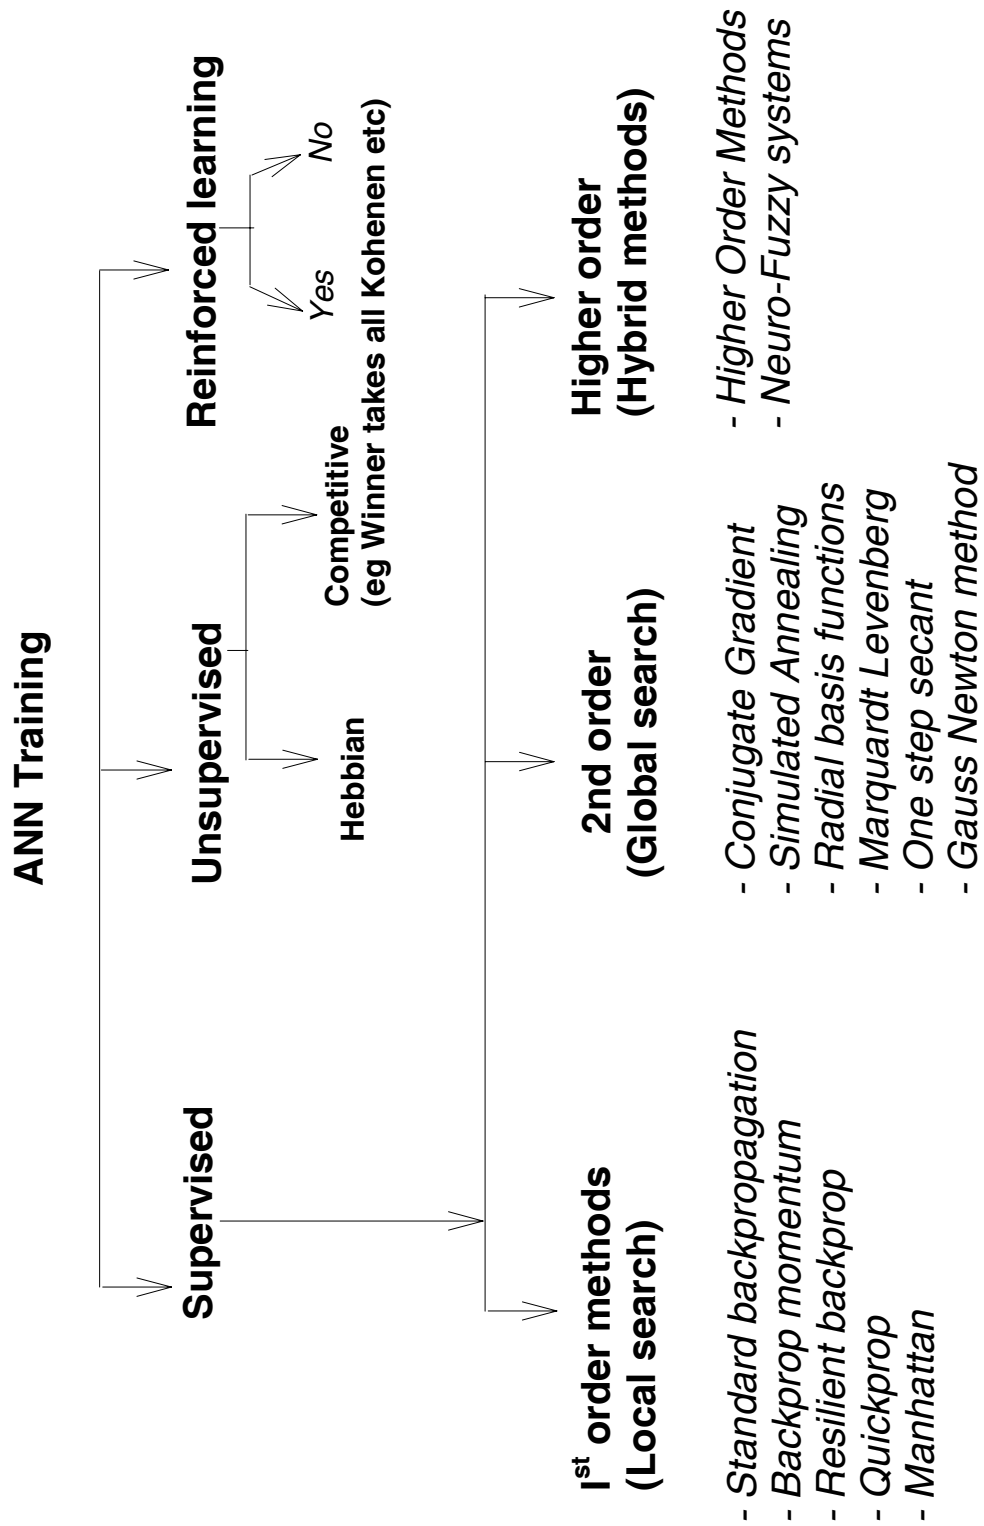 ANN Training
Supervised
Unsupervised
Reinforced learning
Hebbian
Competitive
(eg Winner takes all Kohenen etc)
Yes
No
Ist order methods
(Local search)
- Standard backpropagation
- Backprop momentum
- Resilient backprop
- Quickprop
- Manhattan
2nd order
(Global search)
- Conjugate Gradient
- Simulated Annealing
- Radial basis functions
- Marquardt Levenberg
- One step secant
- Gauss Newton method
Higher order
(Hybrid methods)
- Higher Order Methods
- Neuro-Fuzzy systems